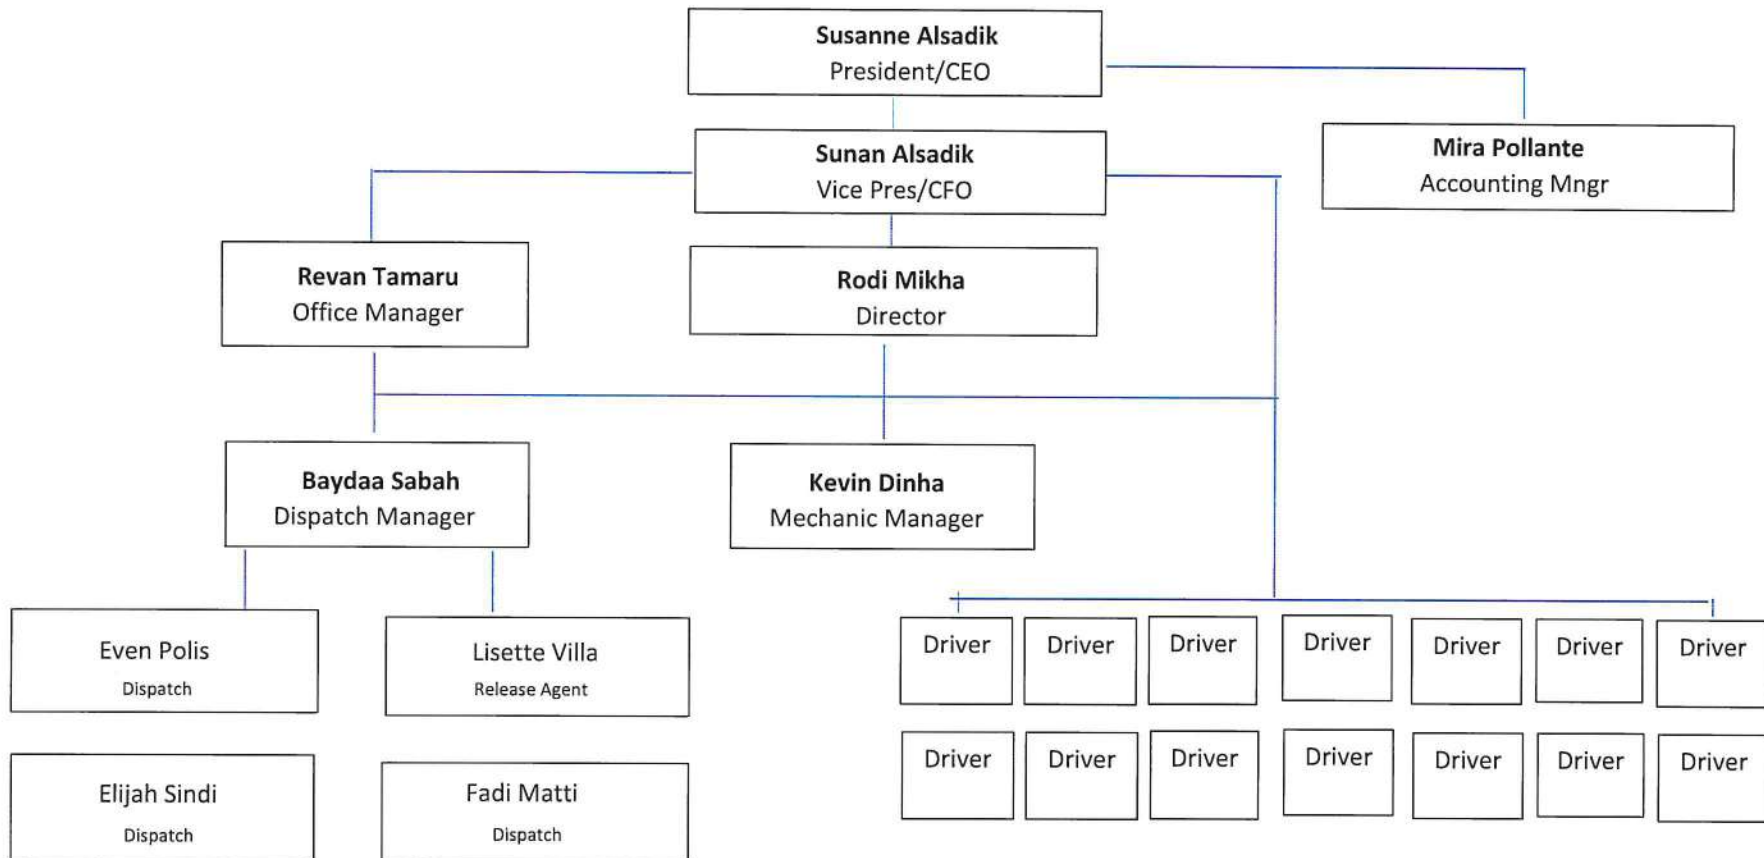 Susanne Alsadik
President/CEO
Sunan Alsadik
Vice Pres/CFO
Mira Pollante
Accounting Mngr
Revan Tamaru
Office Manager
Rodi Mikha
Director
Baydaa Sabah
Dispatch Manager
Kevin Dinha
Mechanic Manager
Even Polis
Dispatch
Lisette Villa
Release Agent
Elijah Sindi
Dispatch
Fadi Matti
Dispatch
Driver
Driver
Driver
Driver
Driver
Driver
Driver
Driver
Driver
Driver
Driver
Driver
Driver
Driver